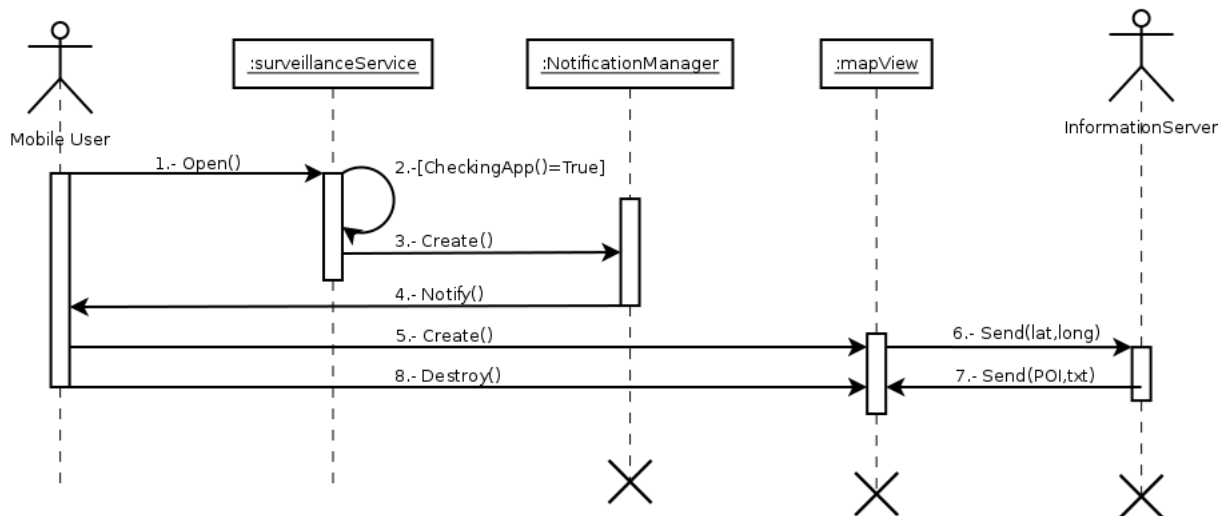 :surveillanceService
:NotificationManager
:mapView
Mobile User
InformationServer
1.- Open()
2.-[CheckingApp()=True]
3.- Create()
4.- Notify()
5.- Create()
6.- Send(lat,long)
8.- Destroy()
7.- Send(POI,txt)